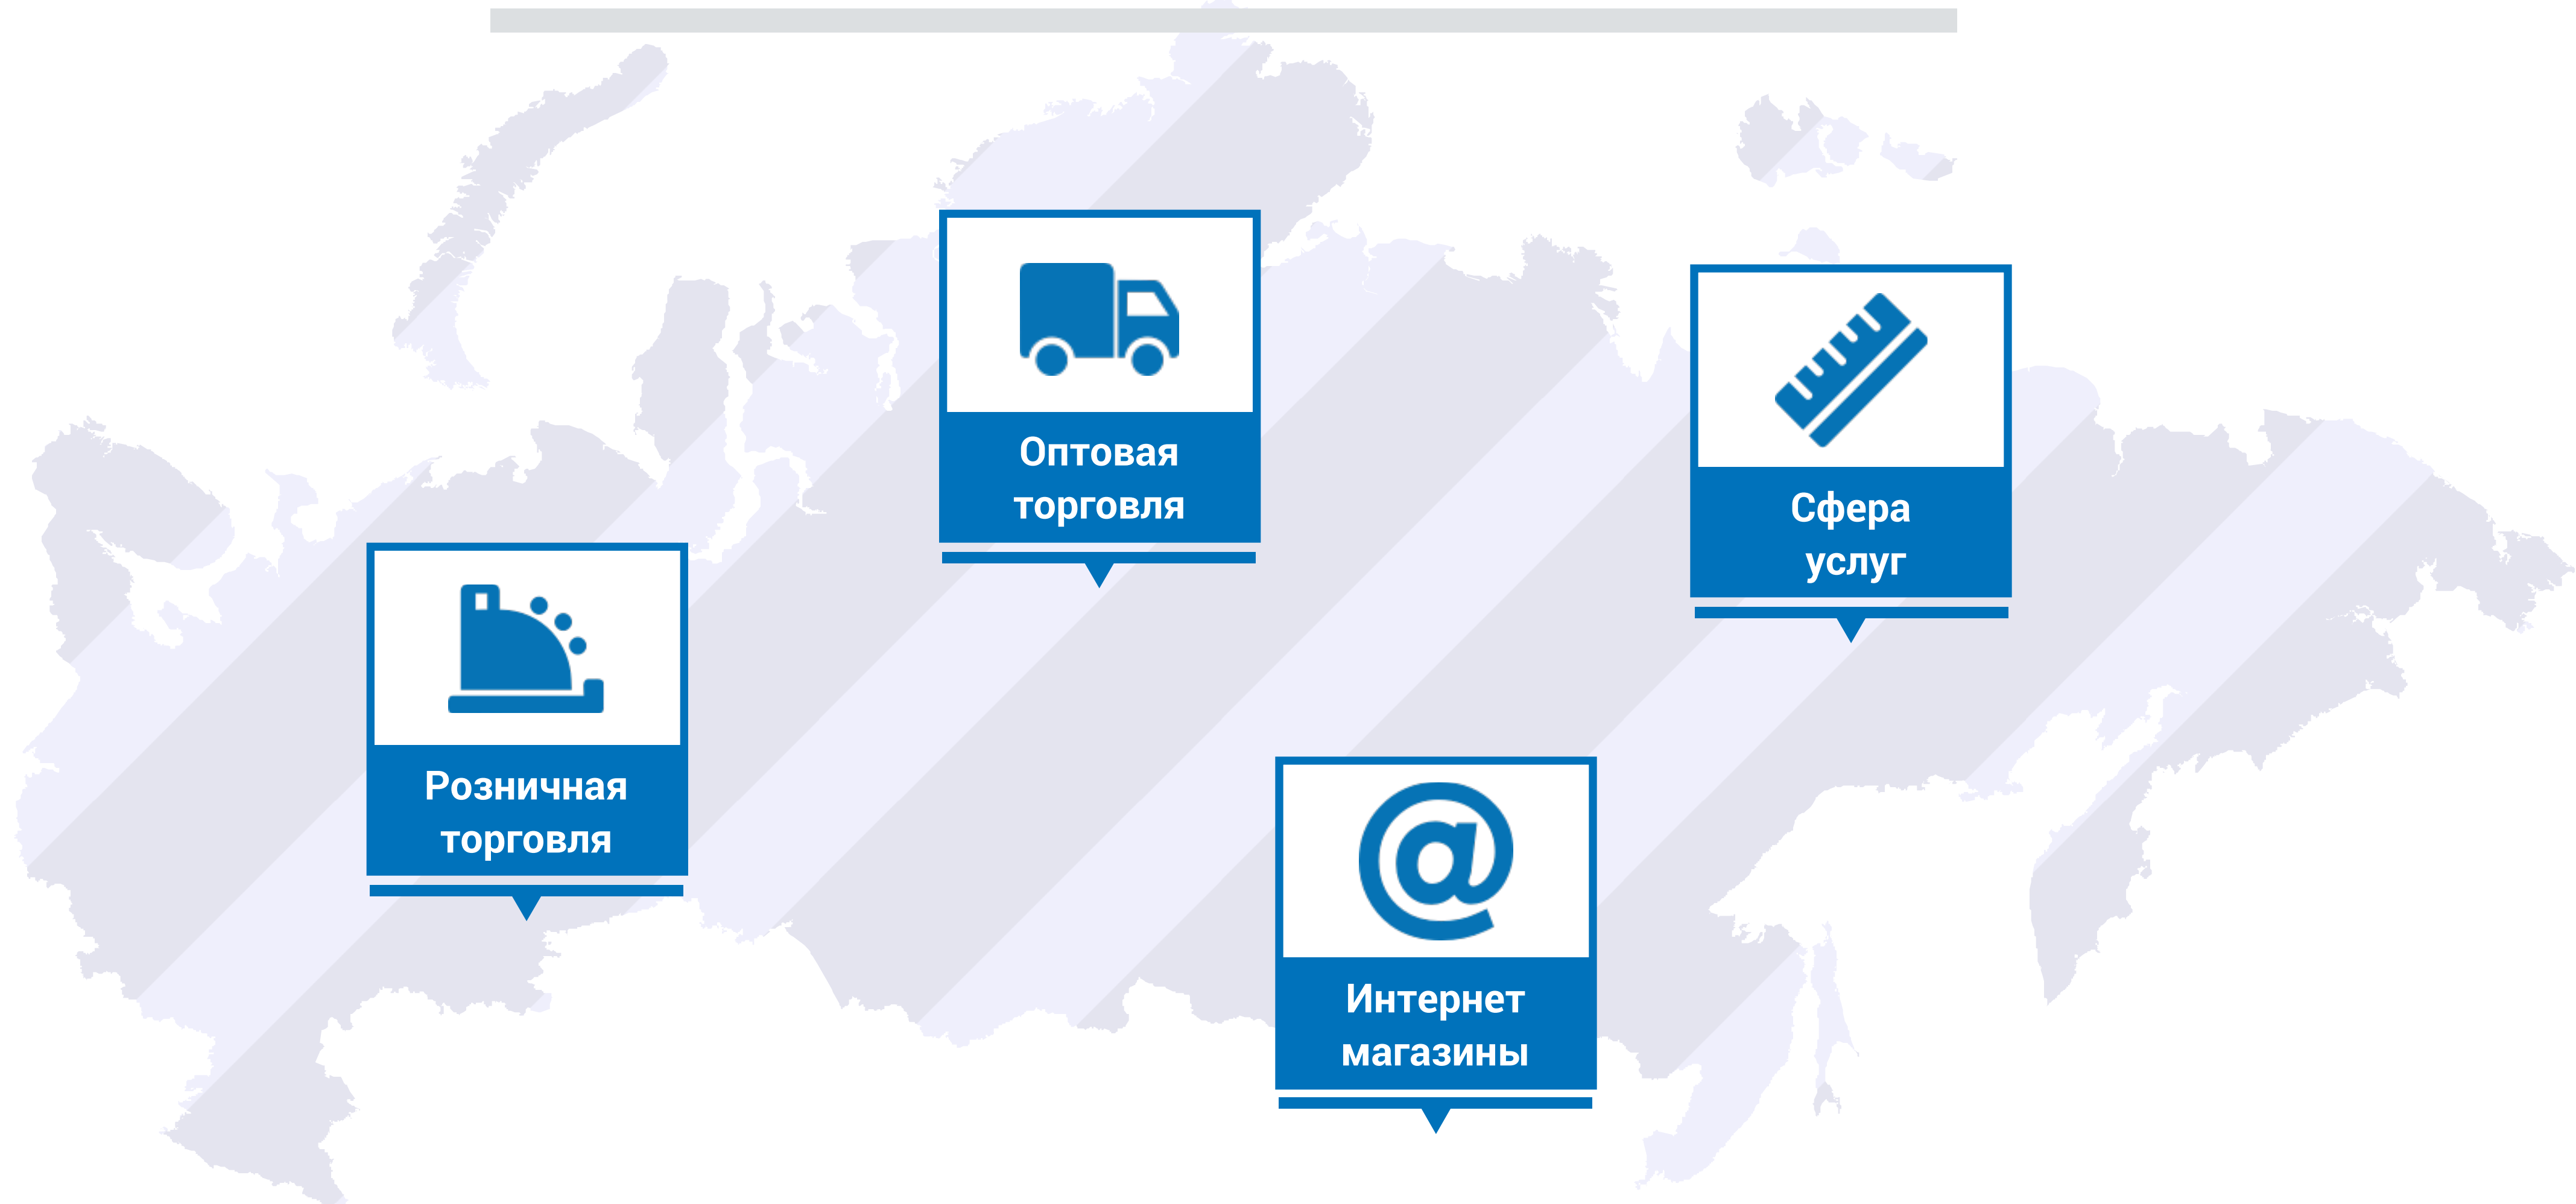 Оптовая
торговля
Сфера
услуг
Розничная
торговля
Интернет
магазины